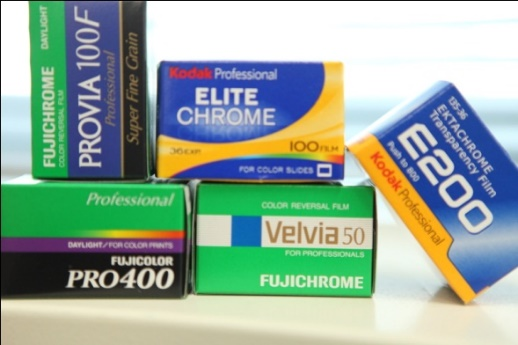 DAYLIGHT
FUJICHROME
COLOR REVERSAL FILM
PROVIA 100F
Professional
Super Fine Grain
Kodak Professional
ELITE
CHROME
36 EXP.
100 FILM
FOR COLOR SLIDES
135-36
EKTACHROME
Transparency Film
E200
Push to 800
Kodak Professional
Professional
DAYLIGHT/FOR COLOR PRINTS
FUJICOLOR
PRO400
COLOR REVERSAL FILM
Velvia 50
FOR PROFESSIONALS
FUJICHROME